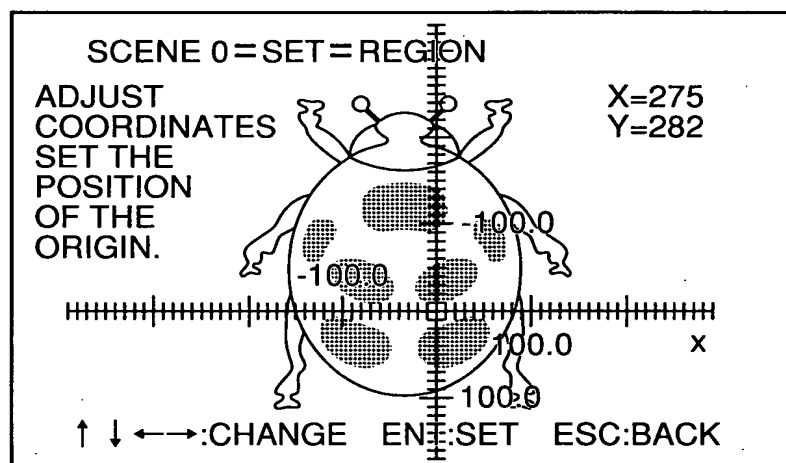 SCENE 0=SET=REGION
ADJUST
COORDINATES
SET THE
POSITION
OF THE
ORIGIN.
X=275
Y=282
-100.0
-100.0
100.0
x
100.0
↑ ↓ ←→:CHANGE ENT:SET ESC:BACK